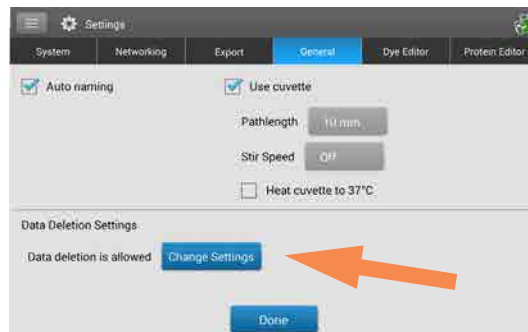 Settings
System Networking Export General Dye Editor Protein Editor
Auto naming Use cuvette
Pathlength 10 mm
Stir Speed Off
Heat cuvette to 37°C
Data Deletion Settings
Data deletion is allowed Change Settings
Done